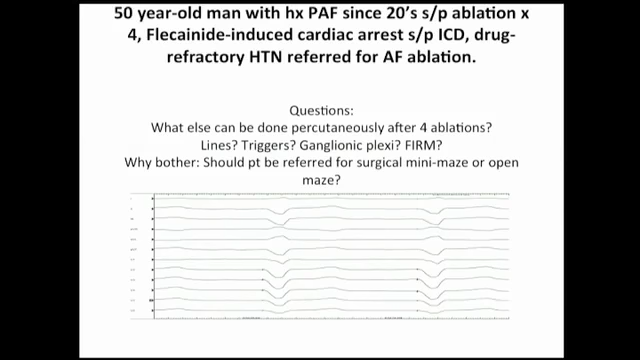 50 year-old man with hx PAF since 20's s/p ablation x
4, Flecainide-induced cardiac arrest s/p ICD, drug-
refractory HTN referred for AF ablation.
Questions:
What else can be done percutaneously after 4 ablations?
Lines? Triggers? Ganglionic plexi? FIRM?
Why bother: Should pt be referred for surgical mini-maze or open
maze?